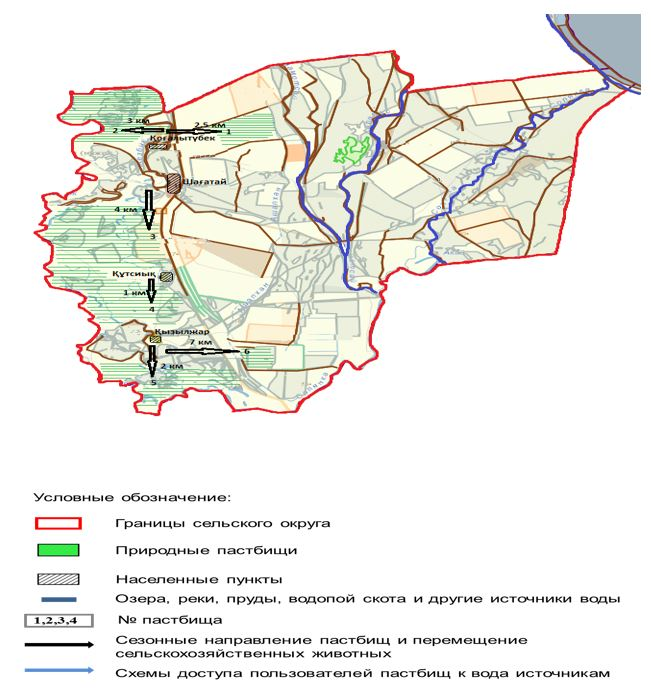 3 км
2,5 км
2
1
Қоғалытүбек
Шағатай
4 км
3
Құтсиық
1 км
4
Қызылжар
7 км
6
2 км
5
Условные обозначение:
Границы сельского округа
Природные пастбищи
Населенные пункты
Озера, реки, пруды, водопой скота и другие источники воды
1,2,3,4
№ пастбища
Сезонные направление пастбищ и перемещение
сельскохозяйственных животных
Схемы доступа пользователей пастбищ к вода источникам